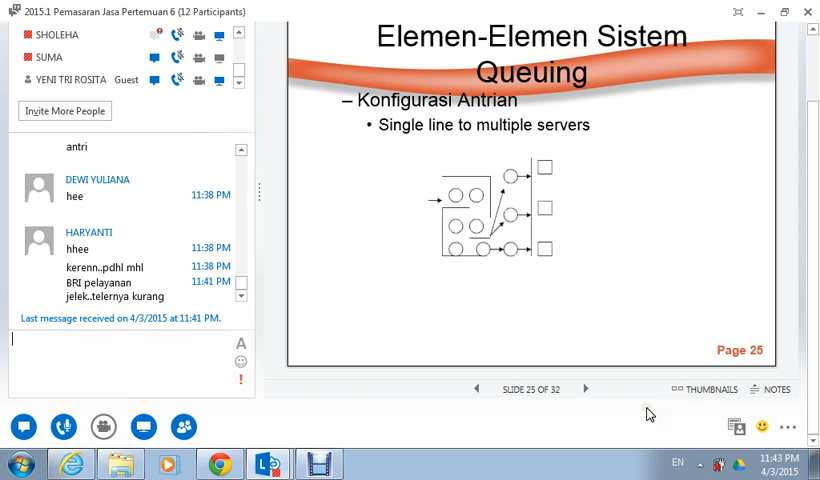 2015.1 Pemasaran Jasa Pertemuan 6 (12 Participants)
SHOLEHA
SUMA
YENI TRI ROSITA Guest
Invite More People
antri
DEWI YULIANA
hee 11:38 PM
HARYANTI
hhee 11:38 PM
kerenn..pdhl mhl 11:38 PM
BRI pelayanan 11:41 PM
jelek..telernya kurang
Last message received on 4/3/2015 at 11:41 PM.
A
!
Elemen-Elemen Sistem
Queuing
– Konfigurasi Antrian
• Single line to multiple servers
Page 25
SLIDE 25 OF 32
THUMBNAILS
NOTES
EN
11:43 PM
4/3/2015